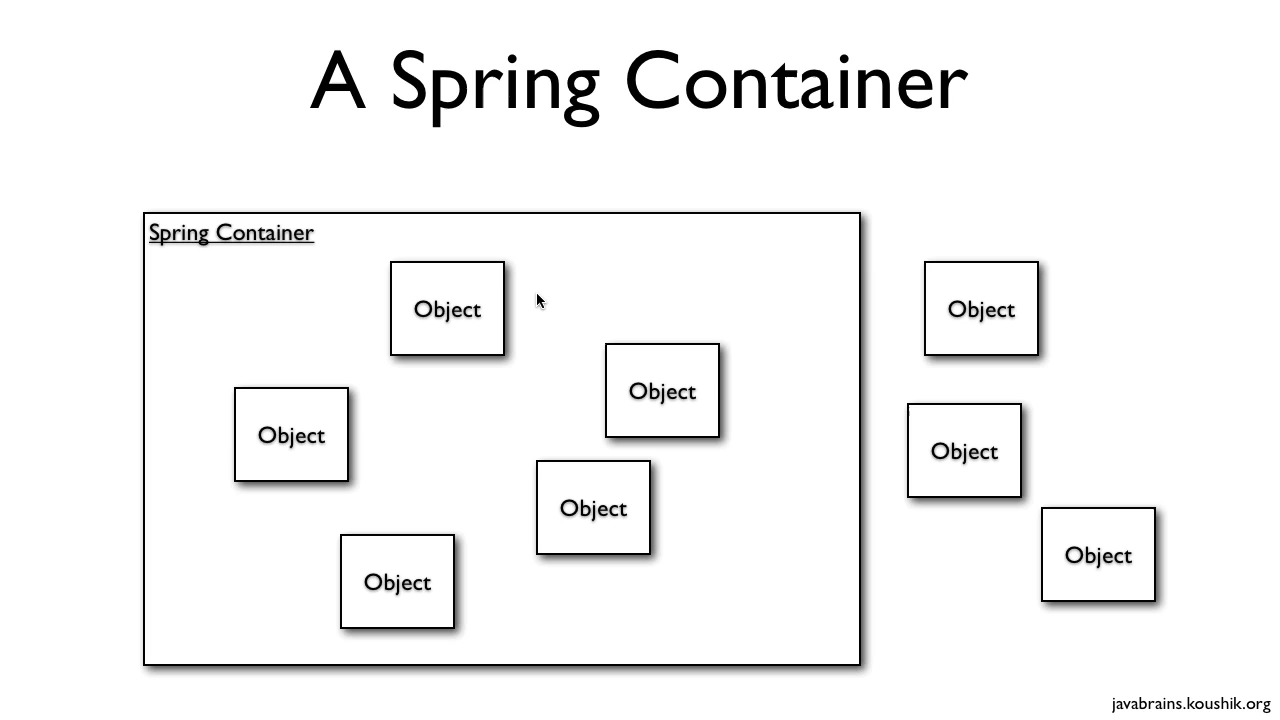 A Spring Container
Spring Container
Object
Object
Object
Object
Object
Object
Object
Object
javabrains.koushik.org